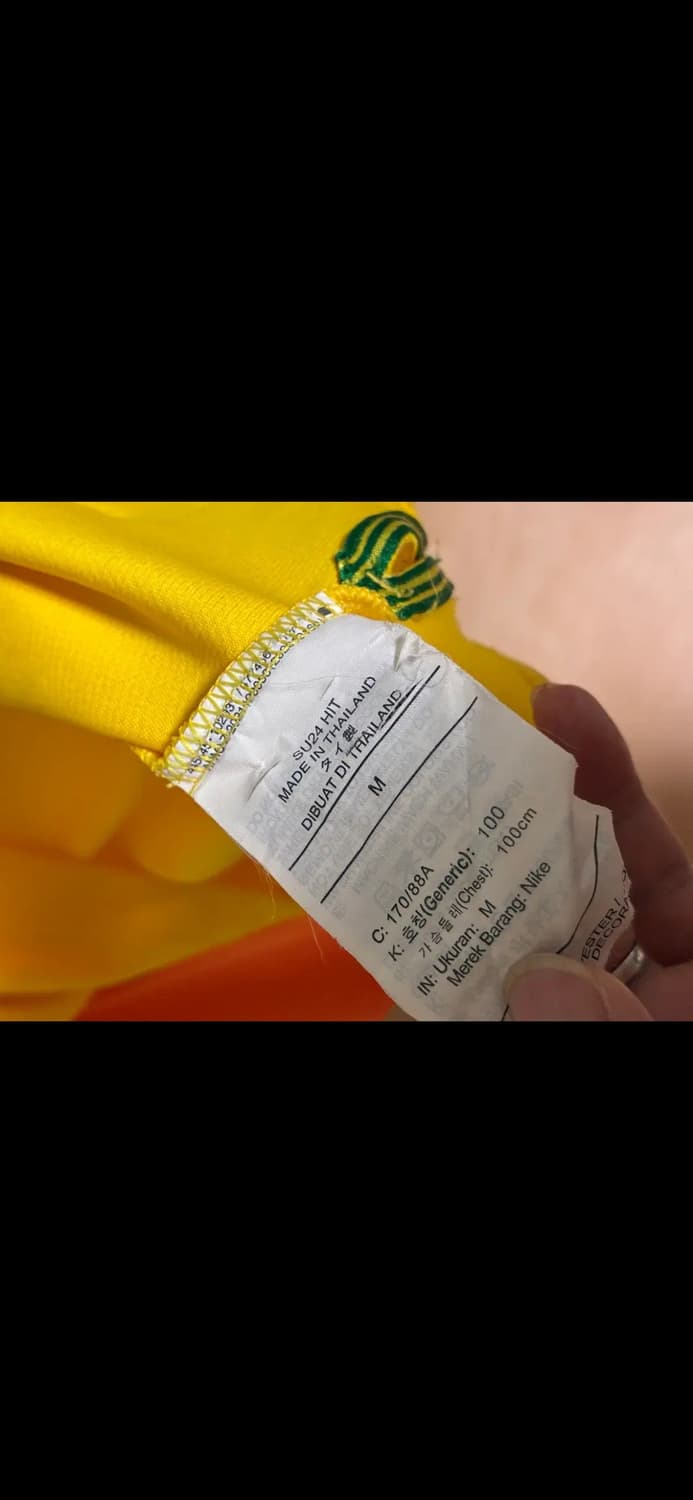 SU24 HIT
MADE IN THAILAND
タイ製
DIBUAT DI THAILAND
M
C: 170/88A
K: 호칭(Generic): 100
가슴둘레(Chest): 100cm
IN: Ukuran: M
Merek Barang: Nike